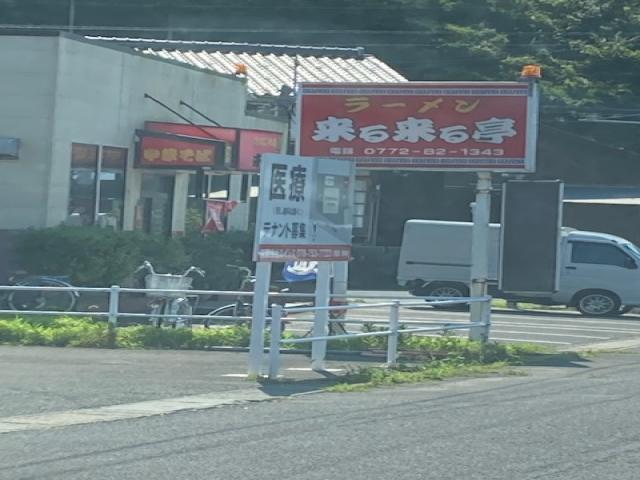 ラーメン
来る来る亭
電話 0772-82-1343
中華そば
医療
テナント募集!